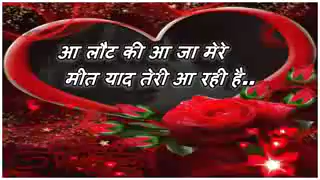 आ लौट की आ जा मेरे
मीत याद तेरी आ रही है..